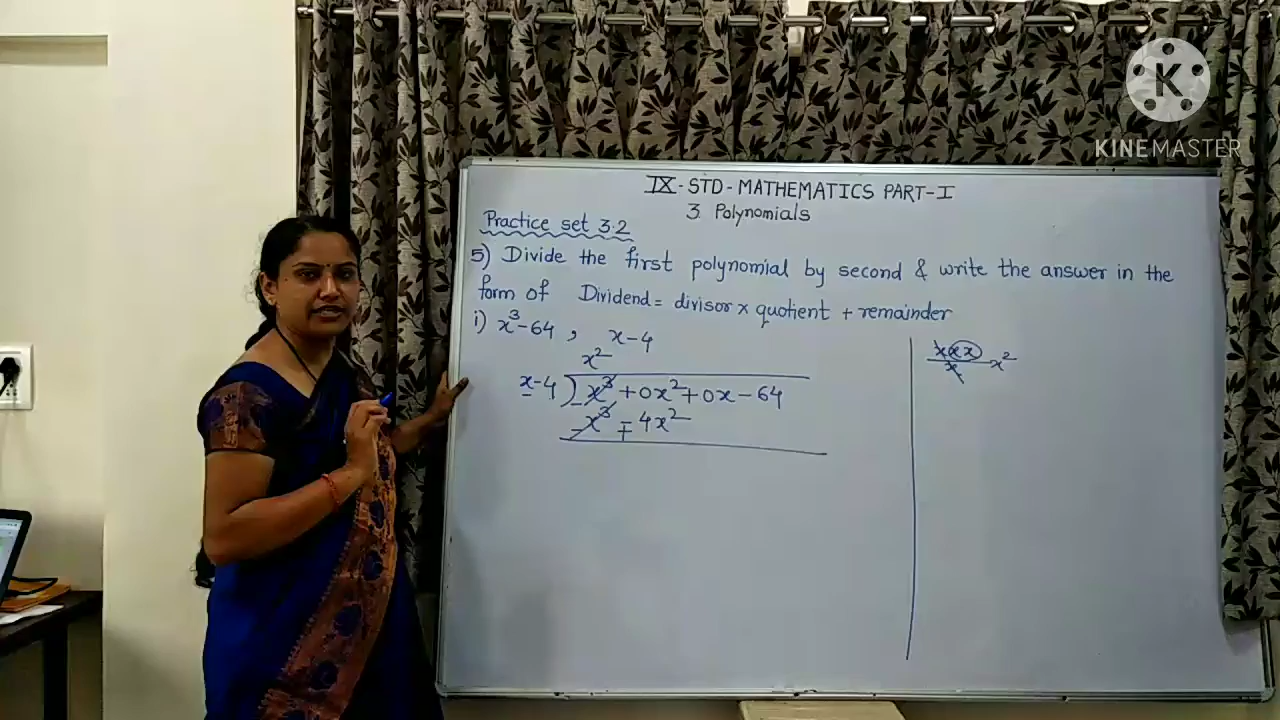 K
KINEMASTER
IX - STD - MATHEMATICS PART-I
3 Polynomials
Practice set 3.2
5) Divide the first polynomial by second & write the answer in the
form of Dividend = divisor x quotient + remainder
i) x³-64 , x-4
x²
x-4 ) x³ +0x²+0x-64
-x³ ∓ 4x²
xxx
x x²